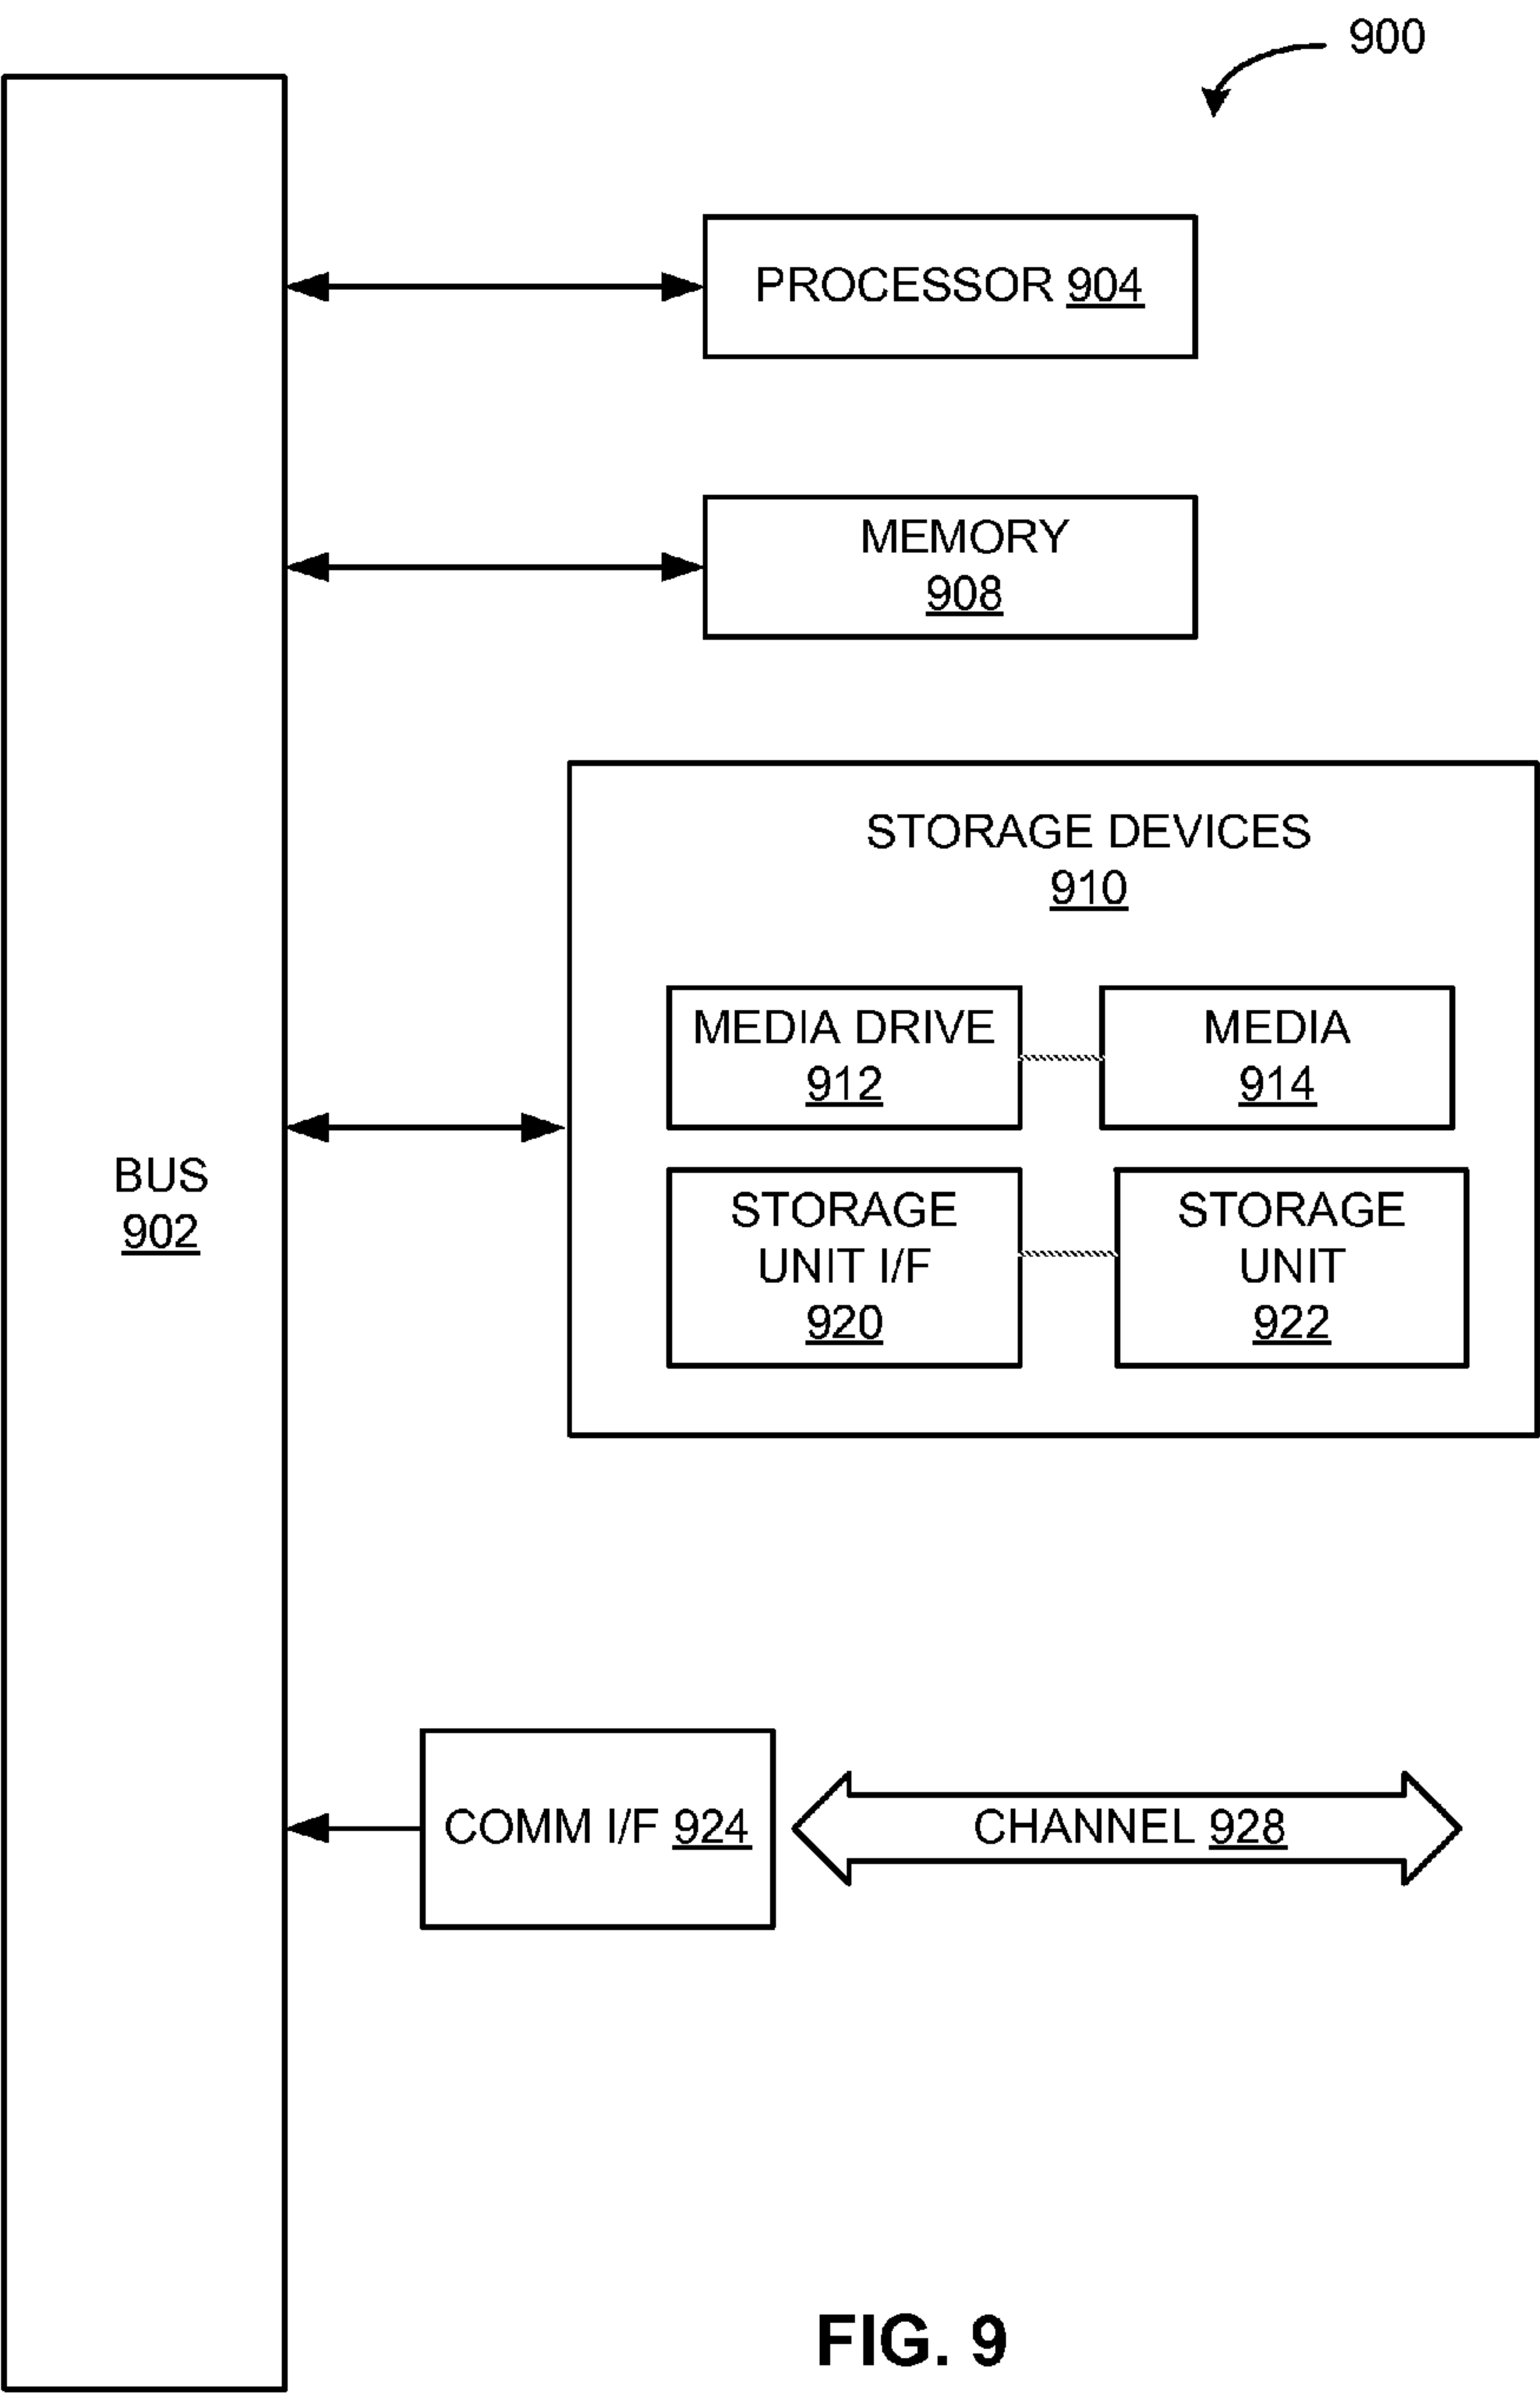 900
PROCESSOR 904
MEMORY
908
STORAGE DEVICES
910
MEDIA DRIVE
912
MEDIA
914
BUS
902
STORAGE
UNIT I/F
920
STORAGE
UNIT
922
COMM I/F 924
CHANNEL 928
FIG. 9